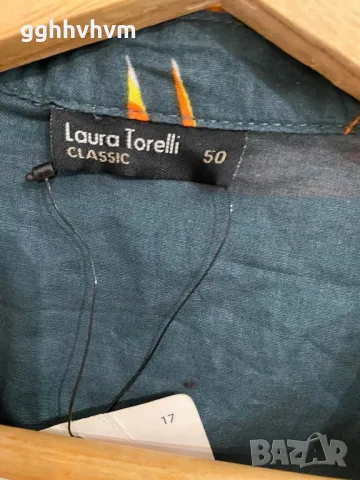 gghhvhvm
Laura Torelli
CLASSIC 50
17
BAZAR